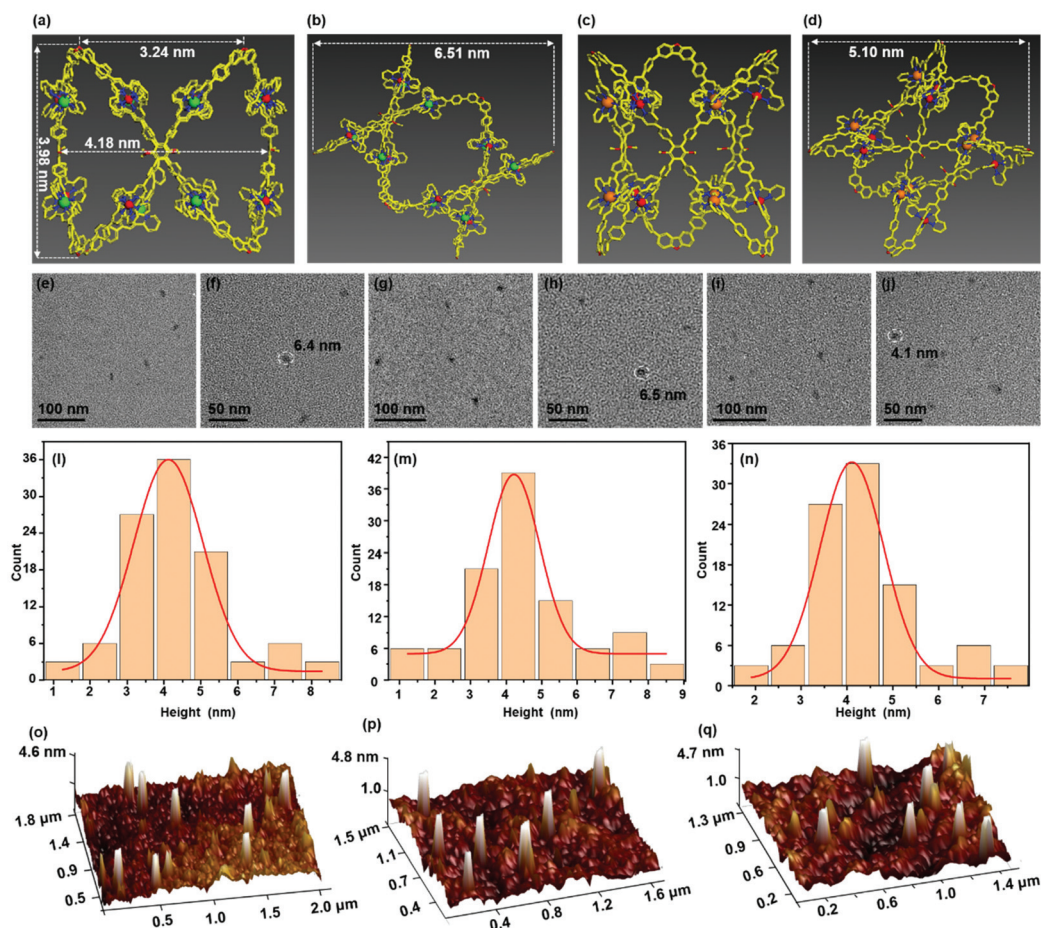 (a)
(b)
(c)
(d)
3.24 nm
6.51 nm
5.10 nm
4.18 nm
3.98 nm
(e)
(f)
(g)
(h)
(i)
(j)
6.4 nm
6.5 nm
4.1 nm
100 nm
50 nm
100 nm
50 nm
100 nm
50 nm
(l)
36
30
24
18
12
6
0
Count
1 2 3 4 5 6 7 8
Height (nm)
(m)
42
36
30
24
18
12
6
0
Count
1 2 3 4 5 6 7 8 9
Height (nm)
(n)
36
30
24
18
12
6
0
Count
2 3 4 5 6 7
Height (nm)
(o)
4.6 nm
1.8 µm
1.4
0.9
0.5
0.5
1.0
1.5
2.0 µm
(p)
4.8 nm
1.0
1.5 µm
1.1
0.7
0.4
0.4
0.8
1.2
1.6 µm
(q)
4.7 nm
1.0
1.3 µm
0.9
0.6
0.2
0.2
0.6
1.0
1.4 µm